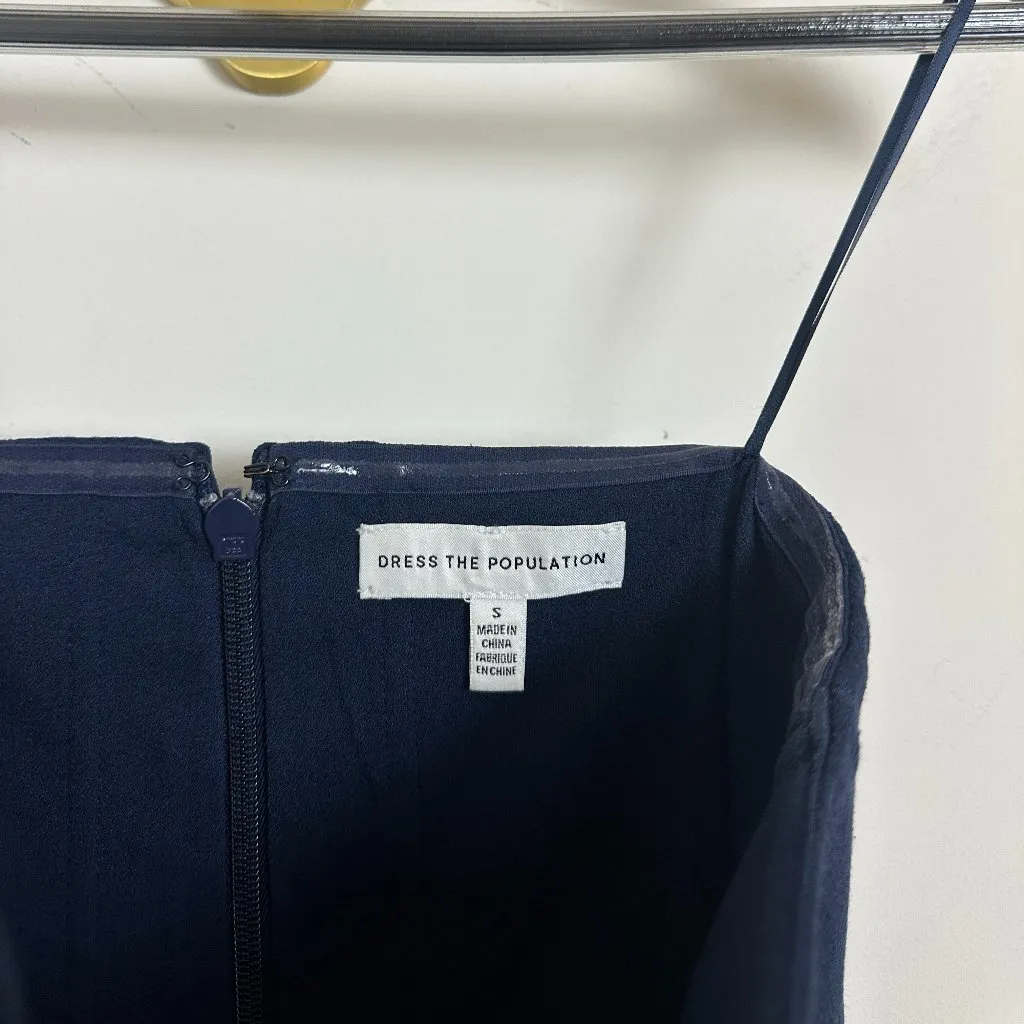 DRESS THE POPULATION
S
MADE IN
CHINA
FABRIQUE
EN CHINE